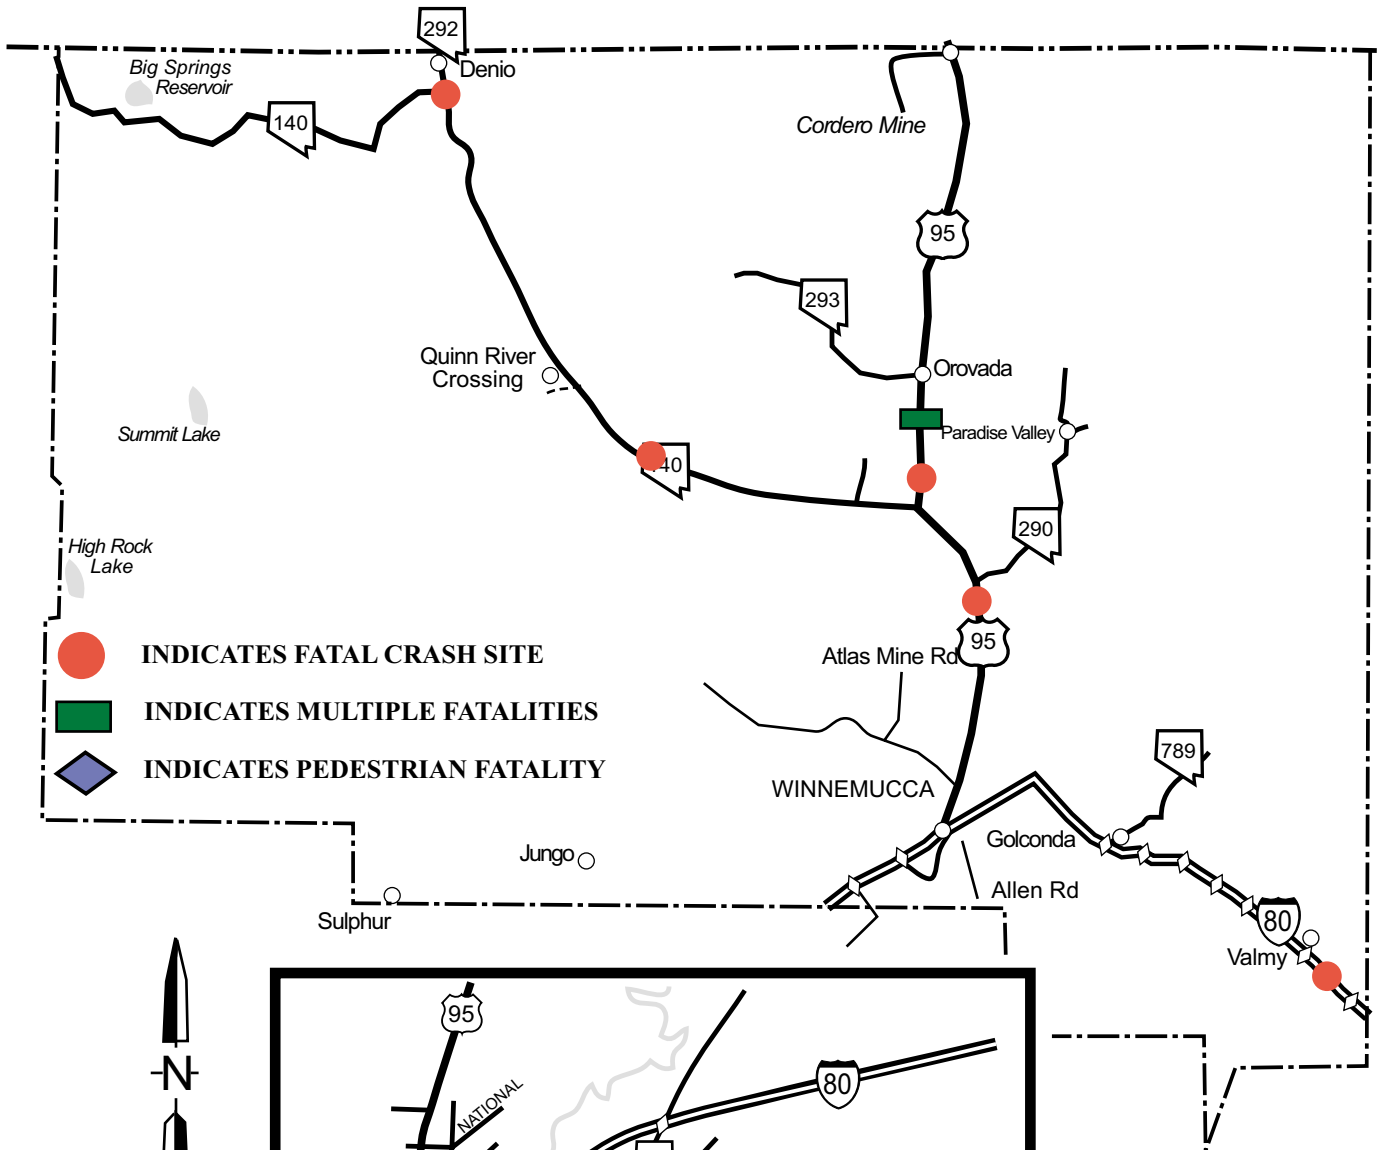 292
Denio
Big Springs
Reservoir
140
Cordero Mine
95
293
Quinn River
Crossing
Orovada
Summit Lake
Paradise Valley
40
290
High Rock
Lake
INDICATES FATAL CRASH SITE
Atlas Mine Rd
95
INDICATES MULTIPLE FATALITIES
INDICATES PEDESTRIAN FATALITY
789
WINNEMUCCA
Golconda
Jungo
Allen Rd
Sulphur
80
Valmy
N
95
80
NATIONAL